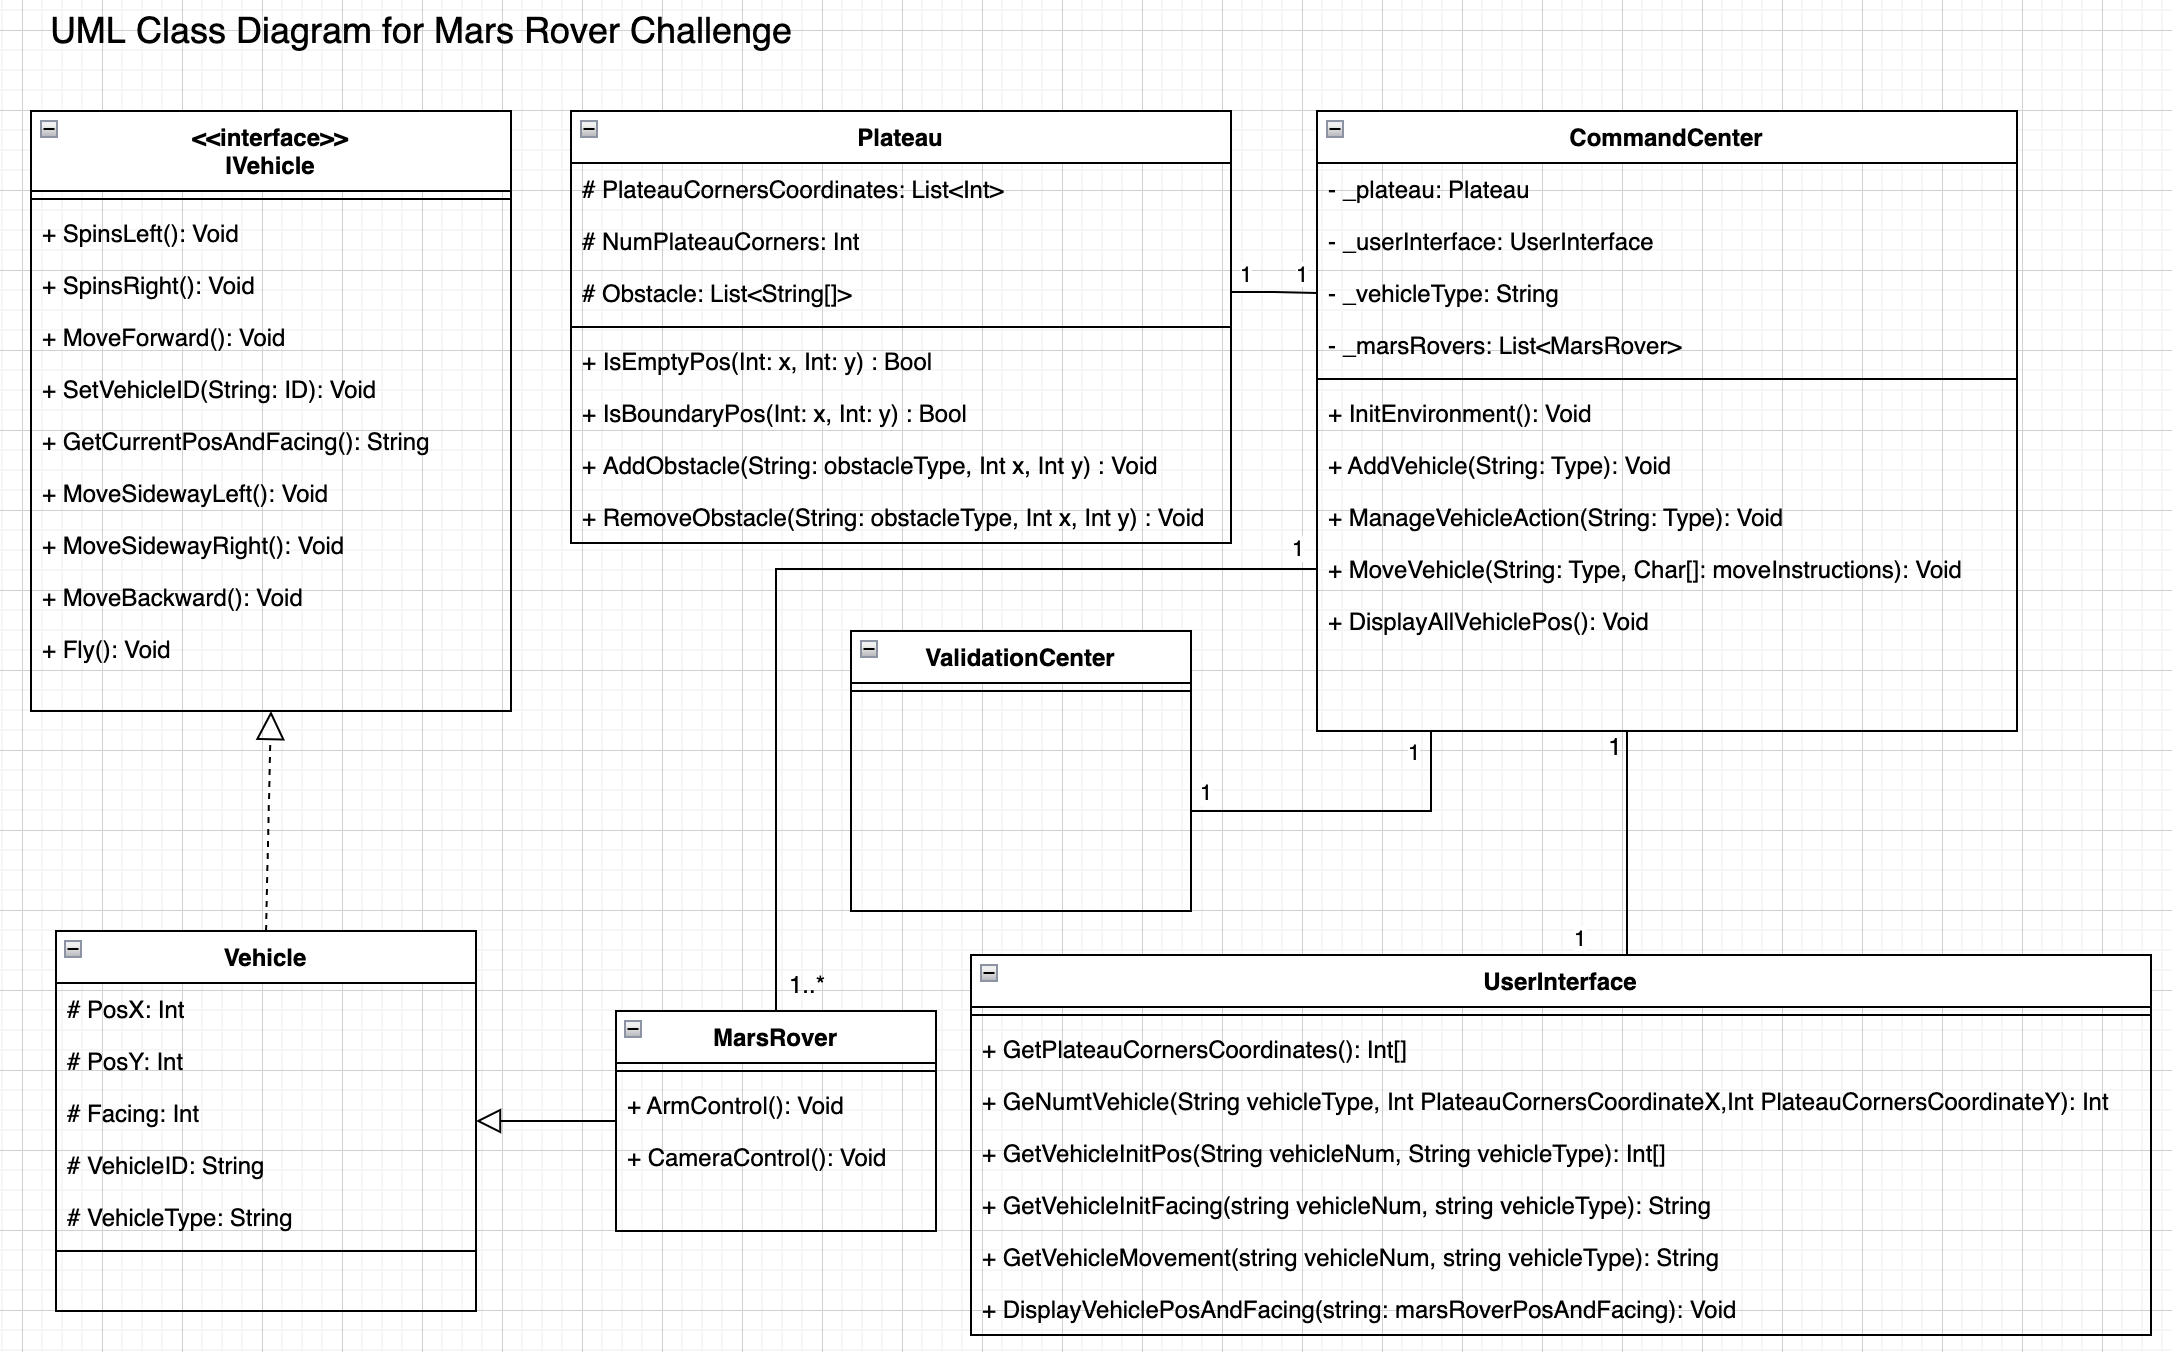 UML Class Diagram for Mars Rover Challenge
<<interface>>
IVehicle
+ SpinsLeft(): Void
+ SpinsRight(): Void
+ MoveForward(): Void
+ SetVehicleID(String: ID): Void
+ GetCurrentPosAndFacing(): String
+ MoveSidewayLeft(): Void
+ MoveSidewayRight(): Void
+ MoveBackward(): Void
+ Fly(): Void
Plateau
# PlateauCornersCoordinates: List<Int>
# NumPlateauCorners: Int
# Obstacle: List<String[]>
+ IsEmptyPos(Int: x, Int: y) : Bool
+ IsBoundaryPos(Int: x, Int: y) : Bool
+ AddObstacle(String: obstacleType, Int x, Int y) : Void
+ RemoveObstacle(String: obstacleType, Int x, Int y) : Void
1 1
CommandCenter
- _plateau: Plateau
- _userInterface: UserInterface
- _vehicleType: String
- _marsRovers: List<MarsRover>
+ InitEnvironment(): Void
+ AddVehicle(String: Type): Void
+ ManageVehicleAction(String: Type): Void
+ MoveVehicle(String: Type, Char[]: moveInstructions): Void
+ DisplayAllVehiclePos(): Void
1
ValidationCenter
1
1
1
1
1..*
Vehicle
# PosX: Int
# PosY: Int
# Facing: Int
# VehicleID: String
# VehicleType: String
MarsRover
+ ArmControl(): Void
+ CameraControl(): Void
UserInterface
+ GetPlateauCornersCoordinates(): Int[]
+ GeNumtVehicle(String vehicleType, Int PlateauCornersCoordinateX,Int PlateauCornersCoordinateY): Int
+ GetVehicleInitPos(String vehicleNum, String vehicleType): Int[]
+ GetVehicleInitFacing(string vehicleNum, string vehicleType): String
+ GetVehicleMovement(string vehicleNum, string vehicleType): String
+ DisplayVehiclePosAndFacing(string: marsRoverPosAndFacing): Void